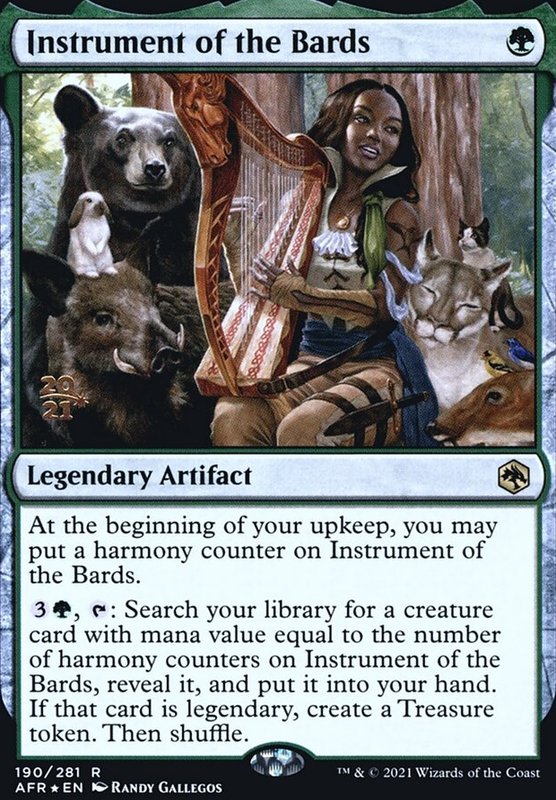 Instrument of the Bards
20
21
Legendary Artifact
At the beginning of your upkeep, you may
put a harmony counter on Instrument of
the Bards.
3, : Search your library for a creature
card with mana value equal to the number
of harmony counters on Instrument of the
Bards, reveal it, and put it into your hand.
If that card is legendary, create a Treasure
token. Then shuffle.
190/281 R
AFR ★ EN RANDY GALLEGOS
™ & © 2021 Wizards of the Coast